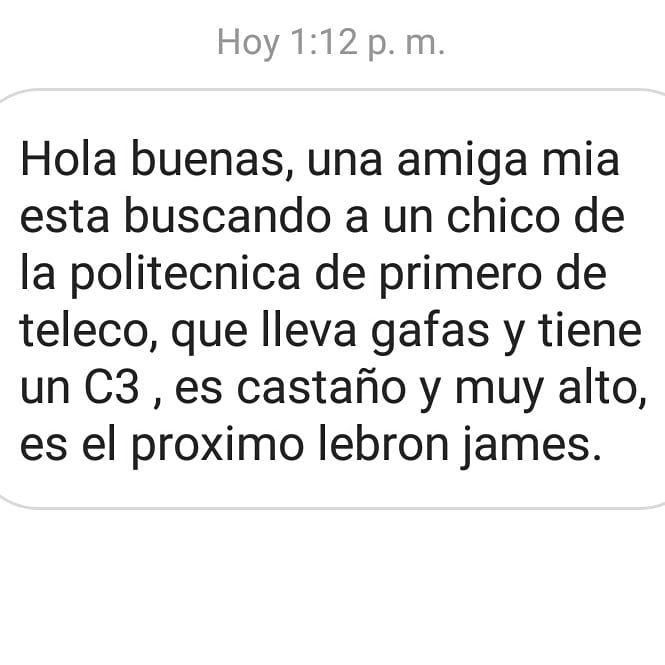 Hoy 1:12 p. m.
Hola buenas, una amiga mia
esta buscando a un chico de
la politecnica de primero de
teleco, que lleva gafas y tiene
un C3 , es castaño y muy alto,
es el proximo lebron james.